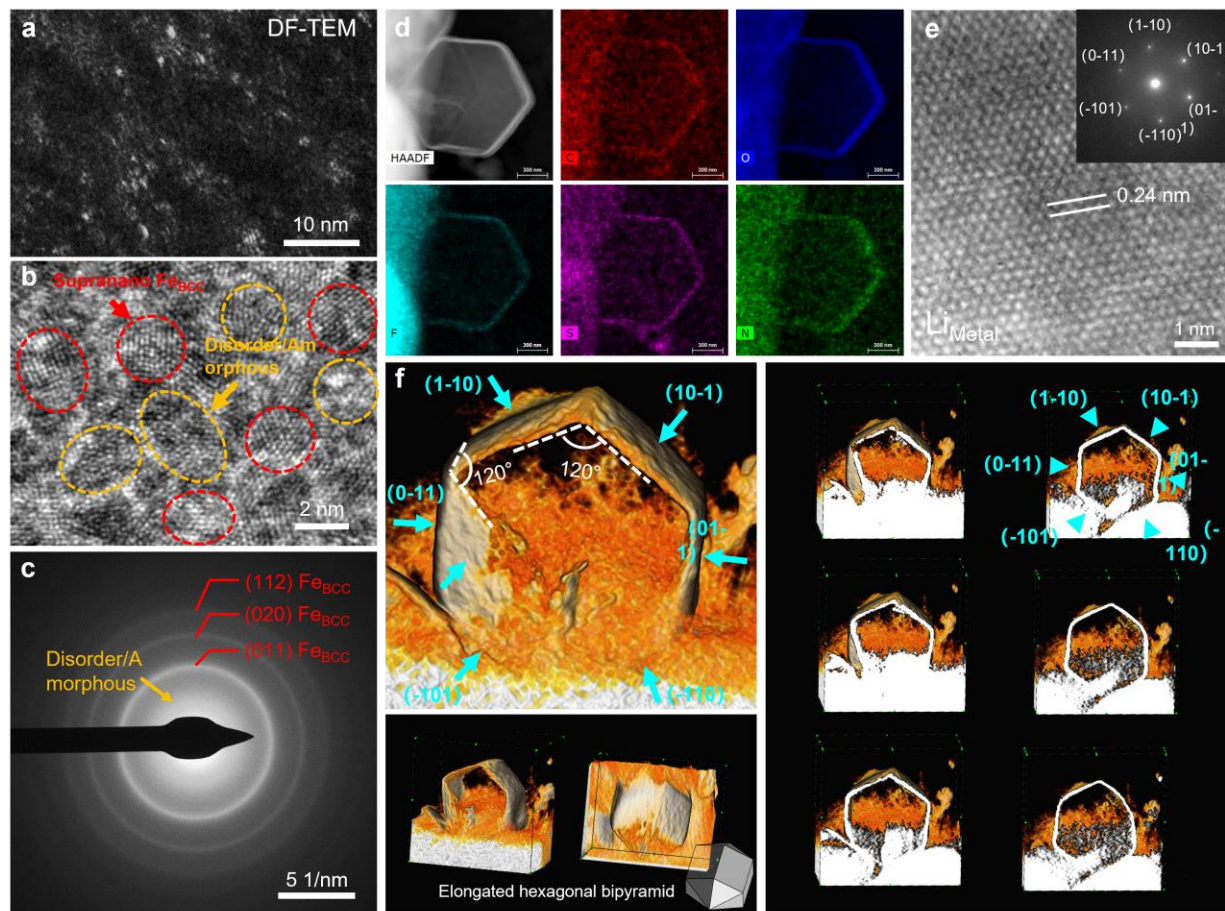 a
DF-TEM
10 nm
b
Supranano Fe_BCC
Disorder/Am
orphous
2 nm
c
(112) Fe_BCC
(020) Fe_BCC
(011) Fe_BCC
Disorder/A
morphous
5 1/nm
d
HAADF
300 nm
C
300 nm
O
300 nm
F
300 nm
S
300 nm
N
300 nm
e
(1-10)
(0-11)
(10-1
(-101)
(01-
1)
(-110)
0.24 nm
Li_Metal
1 nm
f
(1-10)
(10-1)
120°
120°
(0-11)
(01-
1)
(-101)
(-110)
Elongated hexagonal bipyramid
(1-10)
(10-1)
(0-11)
(01-
1)
(-101)
(-
110)